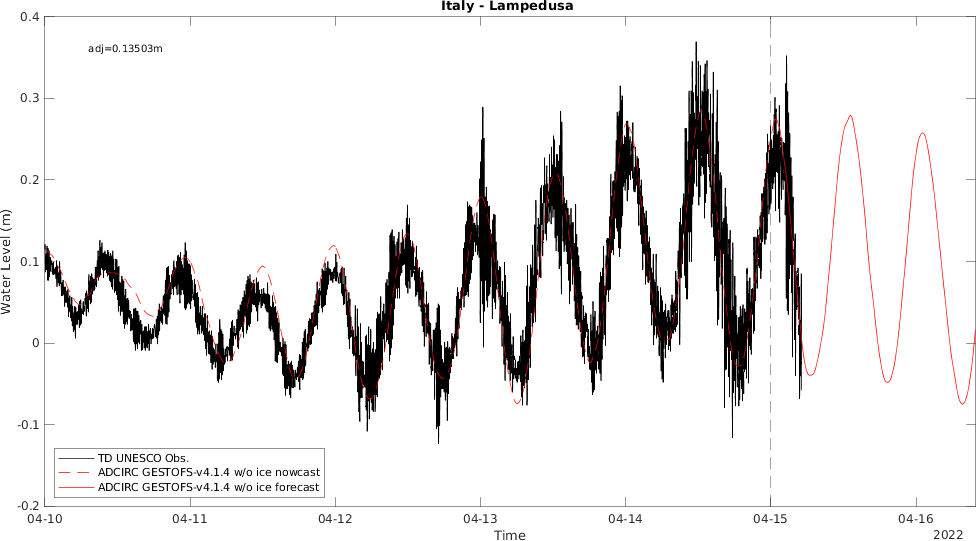 Italy - Lampedusa
adj=0.13503m
0.4
0.3
0.2
0.1
0
-0.1
-0.2
Water Level (m)
TD UNESCO Obs.
ADCIRC GESTOFS-v4.1.4 w/o ice nowcast
ADCIRC GESTOFS-v4.1.4 w/o ice forecast
04-10 04-11 04-12 04-13 04-14 04-15 04-16
Time
2022